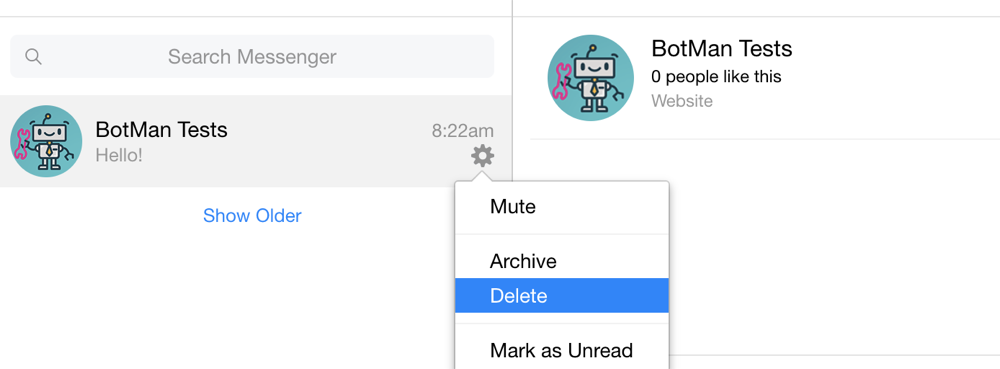 Search Messenger
BotMan Tests
8:22am
Hello!
Show Older
Mute
Archive
Delete
Mark as Unread
BotMan Tests
0 people like this
Website